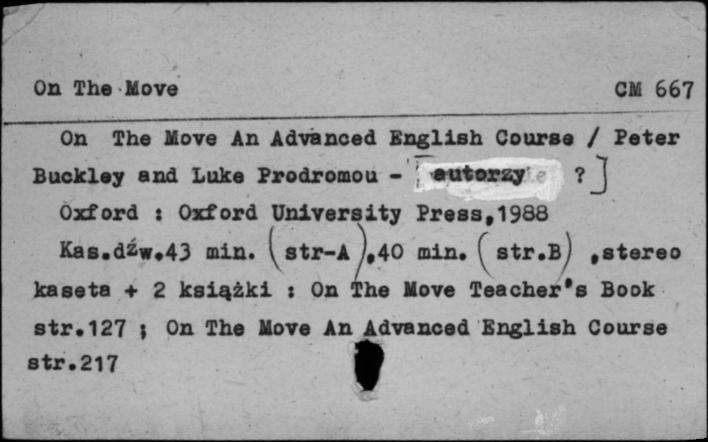 On The Move CM 667
On The Move An Advanced English Course / Peter
Buckley and Luke Prodromou - [ autorzy ? ]
Oxford : Oxford University Press,1988
Kas.dźw.43 min. (str-A),40 min. (str.B) ,stereo
kaseta + 2 książki : On The Move Teacher's Book
str.127 ; On The Move An Advanced English Course
str.217